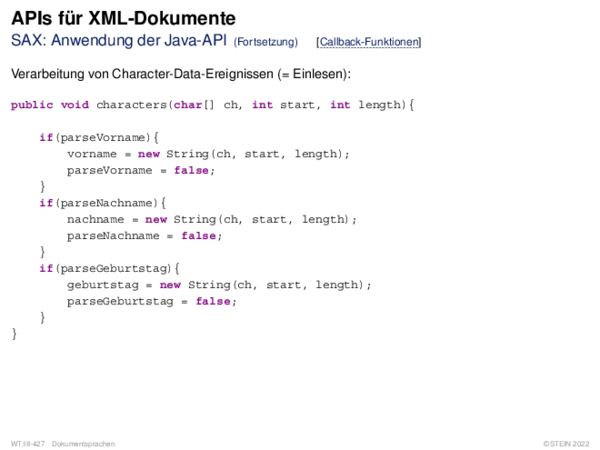 APIs für XML-Dokumente
SAX: Anwendung der Java-API (Fortsetzung) [Callback-Funktionen]
Verarbeitung von Character-Data-Ereignissen (= Einlesen):
public void characters(char[] ch, int start, int length){
if(parseVorname){
vorname = new String(ch, start, length);
parseVorname = false;
}
if(parseNachname){
nachname = new String(ch, start, length);
parseNachname = false;
}
if(parseGeburtstag){
geburtstag = new String(ch, start, length);
parseGeburtstag = false;
}
}
WT:III-427 Dokumentsprachen ©STEIN 2022